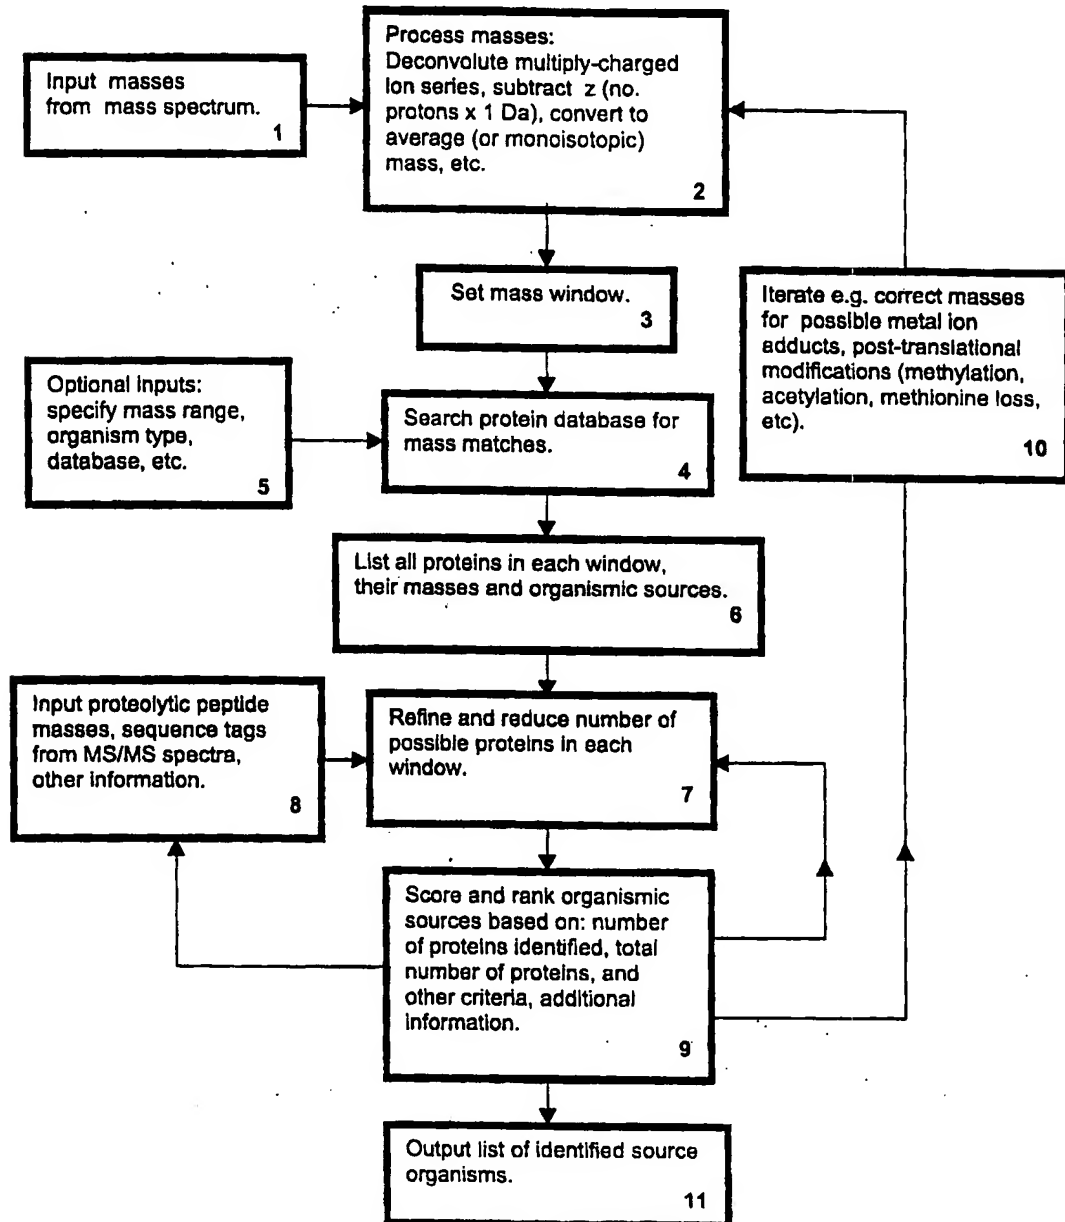 Input masses
from mass spectrum.
1
Process masses:
Deconvolute multiply-charged
ion series, subtract z (no.
protons x 1 Da), convert to
average (or monoisotopic)
mass, etc.
2
Set mass window.
3
Optional inputs:
specify mass range,
organism type,
database, etc.
5
Search protein database for
mass matches.
4
Iterate e.g. correct masses
for possible metal ion
adducts, post-translational
modifications (methylation,
acetylation, methionine loss,
etc).
10
List all proteins in each window,
their masses and organismic sources.
6
Input proteolytic peptide
masses, sequence tags
from MS/MS spectra,
other information.
8
Refine and reduce number of
possible proteins in each
window.
7
Score and rank organismic
sources based on: number
of proteins identified, total
number of proteins, and
other criteria, additional
information.
9
Output list of identified source
organisms.
11